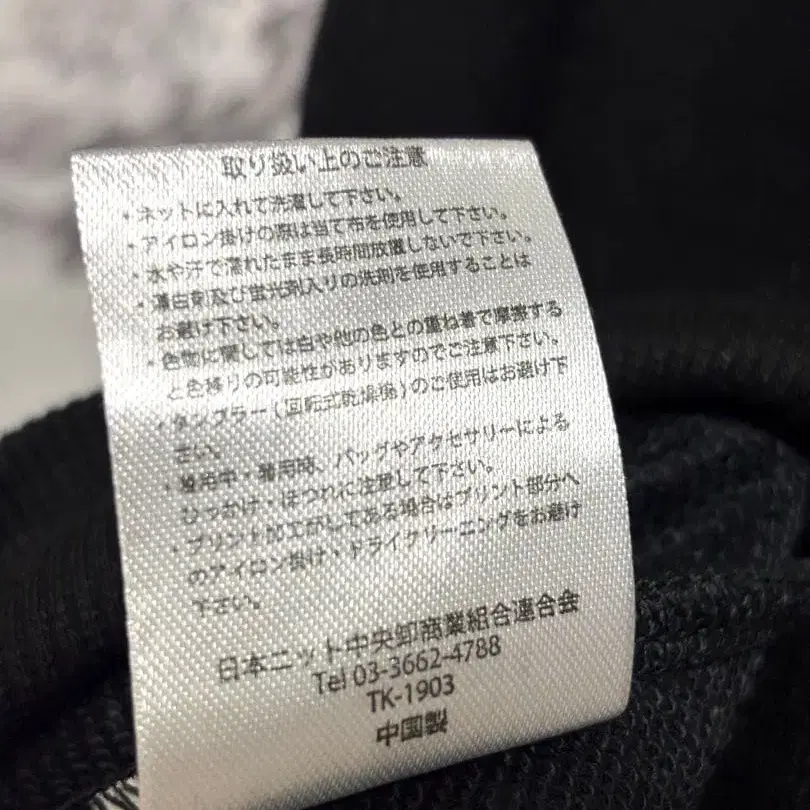 取り扱い上のご注意
・ネットに入れて洗濯して下さい。
・アイロン掛けの際は当て布を使用して下さい。
・水や汗で濡れたまま長時間放置しないで下さい。
・漂白剤及び蛍光剤入りの洗剤を使用することは
お避け下さい。
・色物に関しては白や他の色との重ね着で摩擦する
と色移りの可能性がありますのでご注意下さい。
・タンブラー(回転式乾燥機)のご使用はお避け下
さい。
・着用中・着用時、バッグやアクセサリーによる
ひっかけ・ほつれに注意して下さい。
・プリント加工がしてある場合はプリント部分へ
のアイロン掛け・ドライクリーニングをお避け
下さい。
日本ニット中央卸商業組合連合会
Tel 03-3662-4788
TK-1903
中国製